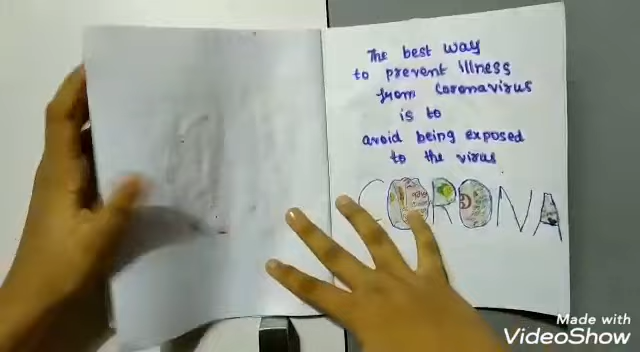 The best way
to prevent illness
from coronavirus
is to
avoid being exposed
to the virus
CORONA
Made with
VideoShow